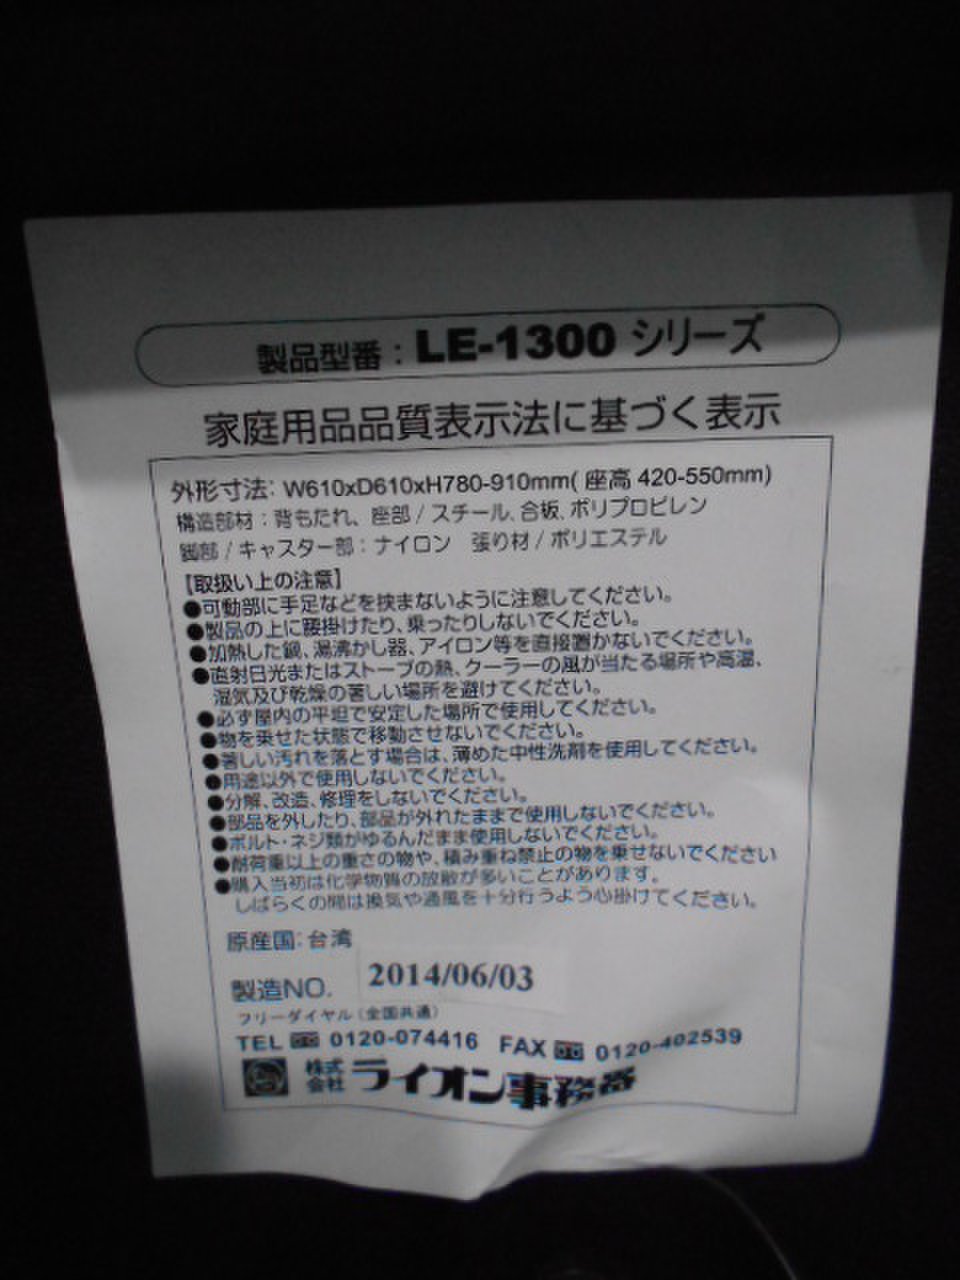 製品型番：LE-1300 シリーズ
家庭用品品質表示法に基づく表示
外形寸法：W610xD610xH780-910mm( 座高 420-550mm)
構造部材：背もたれ、座部 / スチール、合板、ポリプロピレン
脚部 / キャスター部：ナイロン 張り材 / ポリエステル
【取扱い上の注意】
●可動部に手足などを挟まないように注意してください。
●製品の上に腰掛けたり、乗ったりしないでください。
●加熱した鍋、湯沸かし器、アイロン等を直接置かないでください。
●直射日光またはストーブの熱、クーラーの風が当たる場所や高温、
湿気及び乾燥の著しい場所を避けてください。
●必ず屋内の平坦で安定した場所で使用してください。
●物を乗せた状態で移動させないでください。
●著しい汚れを落とす場合は、薄めた中性洗剤を使用してください。
●用途以外で使用しないでください。
●分解、改造、修理をしないでください。
●部品を外したり、部品が外れたままで使用しないでください。
●ボルト・ネジ類がゆるんだまま使用しないでください。
●耐荷重以上の重さの物や、積み重ね禁止の物を乗せないでください
●購入当初は化学物質の放散が多いことがあります。
しばらくの間は換気や通風を十分行うよう心掛けてください。
原産国：台湾
製造NO. 2014/06/03
フリーダイヤル（全国共通）
TEL 0120-074416 FAX 0120-402539
株式会社 ライオン事務器